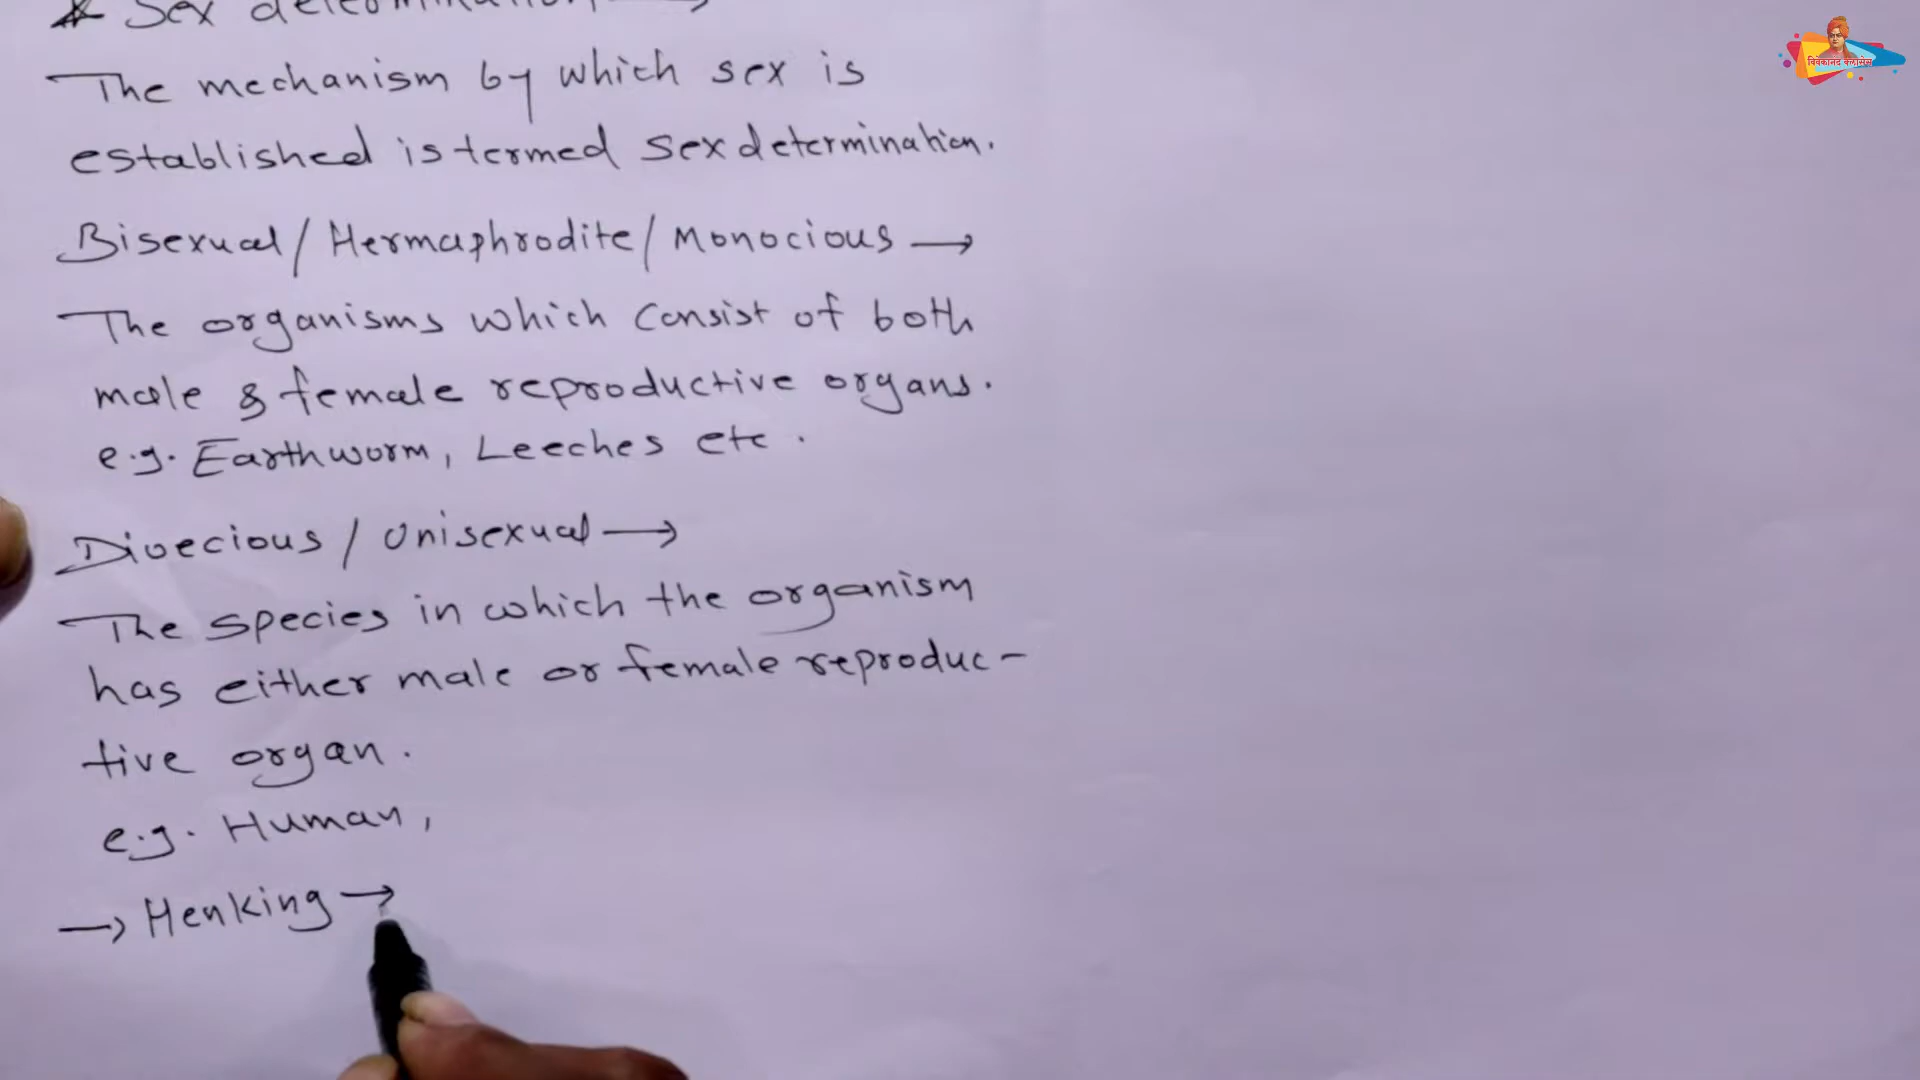 * Sex determination →
The mechanism by which sex is
established is termed sex determination.
Bisexual / Hermaphrodite / Monocious →
The organisms which consist of both
male & female reproductive organs.
e.g. Earthworm, Leeches etc.
Dioecious / Unisexual →
The species in which the organism
has either male or female reproduc-
tive organ.
e.g. Human,
→ Henking →
विवेकानंद क्लासेस